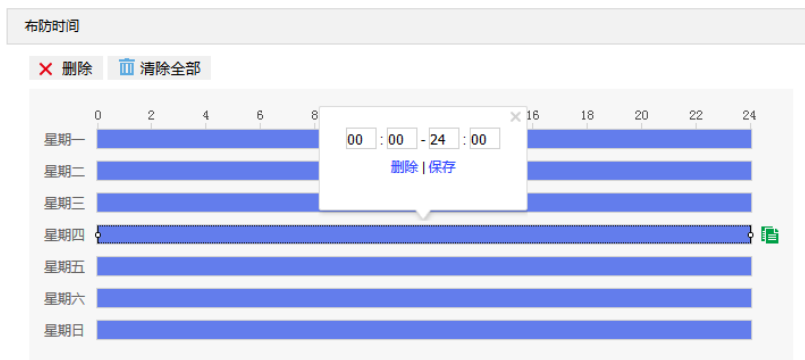 布防时间
删除 清除全部
0 2 4 6 8 16 18 20 22 24
00 : 00 - 24 : 00
删除 | 保存
星期一
星期二
星期三
星期四
星期五
星期六
星期日